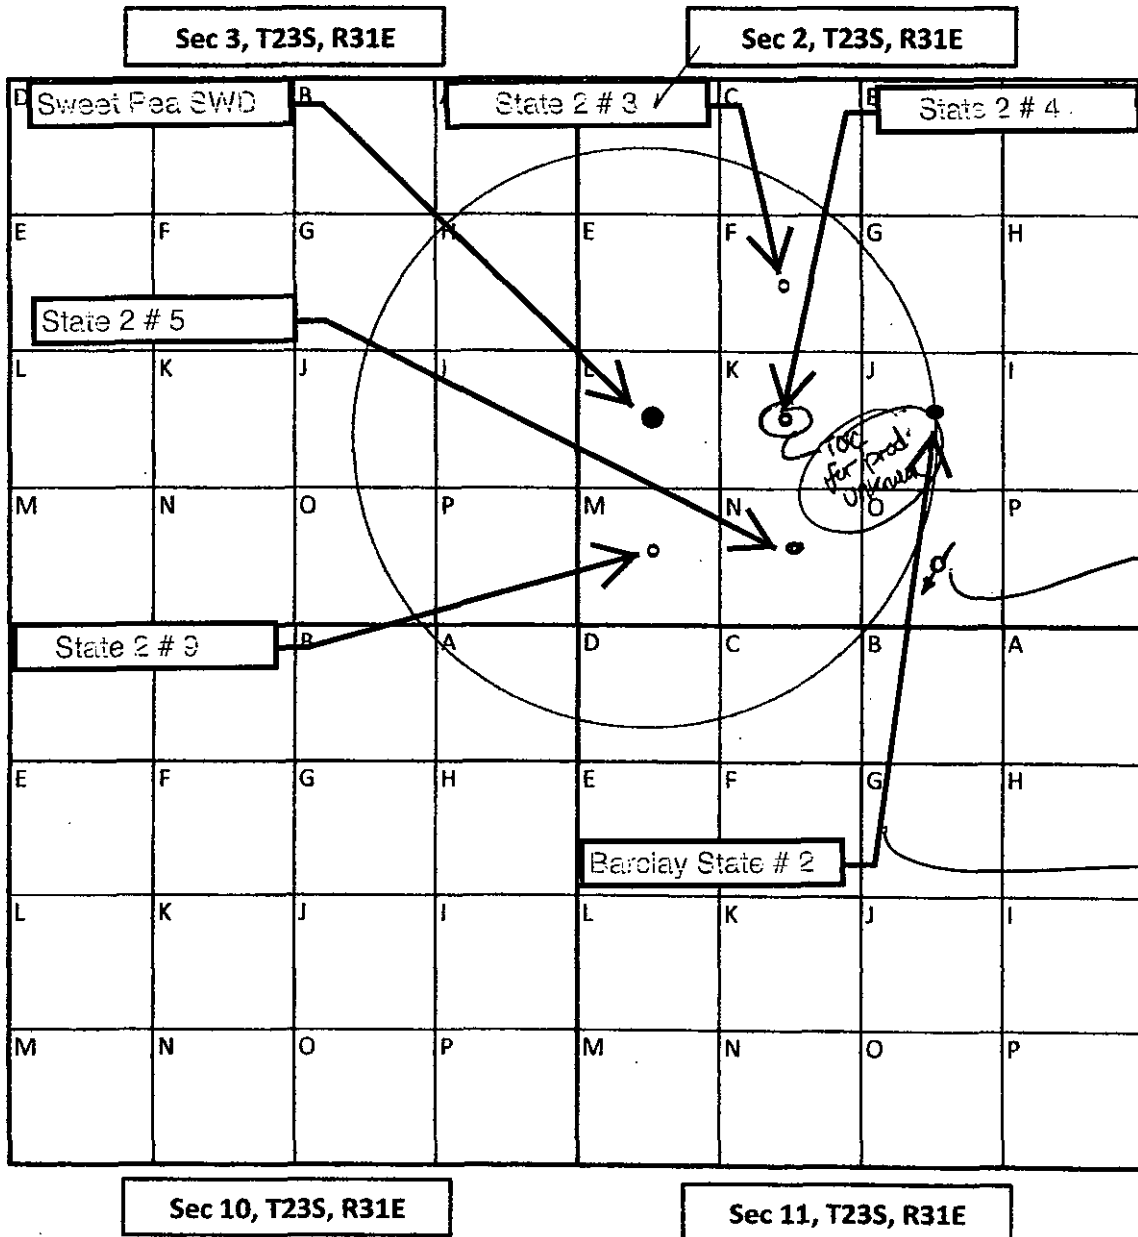 Sec 3, T23S, R31E
Sec 2, T23S, R31E
D Sweet Pea SWD B State 2 # 3 C State 2 # 4
E F G H E F G H
State 2 # 5
L K J I L K J I
TOC
for prod.
unknown
M N O P M N O P
State 2 # 9 B A D C B A
E F G H E F G H
Barclay State # 2
L K J I L K J I
M N O P M N O P
Sec 10, T23S, R31E
Sec 11, T23S, R31E